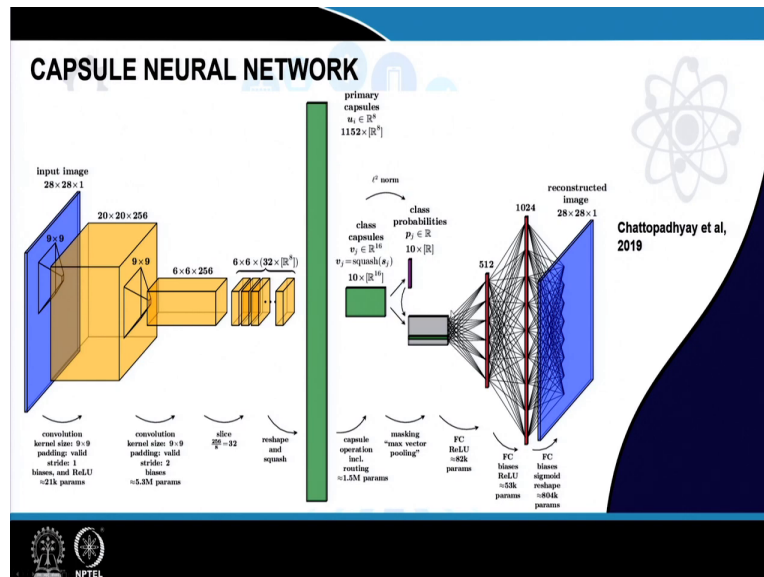 CAPSULE NEURAL NETWORK
input image
28×28×1
9×9
20×20×256
9×9
6×6×256
6×6×(32×[ℝ⁸])
primary
capsules
uᵢ ∈ ℝ⁸
1152×[ℝ⁸]
ℓ² norm
class
capsules
vⱼ ∈ ℝ¹⁶
vⱼ=squash(sⱼ)
10×[ℝ¹⁶]
class
probabilities
pⱼ ∈ ℝ
10×[ℝ]
512
1024
reconstructed
image
28×28×1
Chattopadhyay et al,
2019
convolution
kernel size: 9×9
padding: valid
stride: 1
biases, and ReLU
≈21k params
convolution
kernel size: 9×9
padding: valid
stride: 2
biases
≈5.3M params
slice
256/8=32
reshape
and
squash
capsule
operation
incl.
routing
≈1.5M params
masking
"max vector
pooling"
FC
ReLU
≈82k
params
FC
biases
ReLU
≈53k
params
FC
biases
sigmoid
reshape
≈804k
params
NPTEL